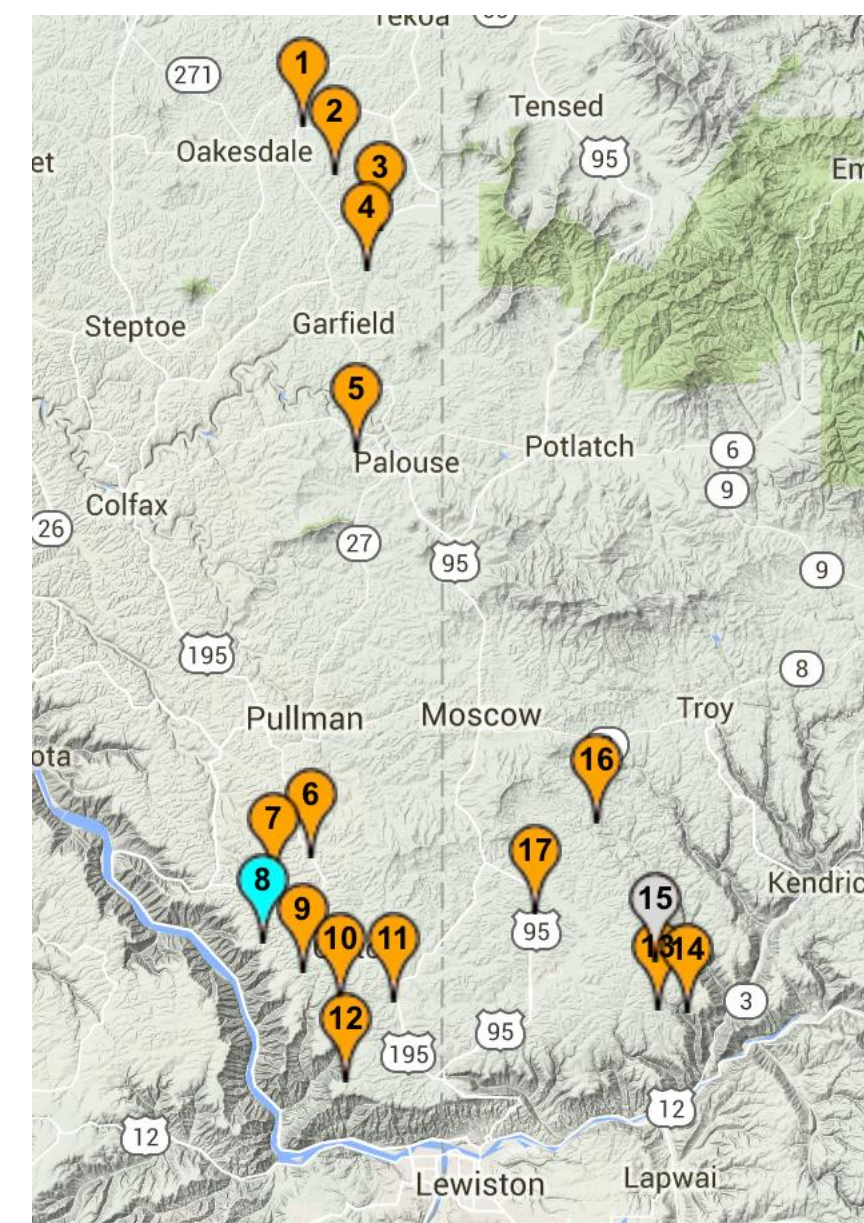 Tekoa
1
271
2
Tensed
Oakesdale
95
et
3
4
Steptoe
Garfield
5
Palouse
Potlatch
6
9
Colfax
26
27
95
9
195
8
Pullman
Moscow
Troy
ota
16
6
7
17
8
Kendric
15
9
95
10
11
13
14
3
12
95
195
12
12
Lewiston
Lapwai